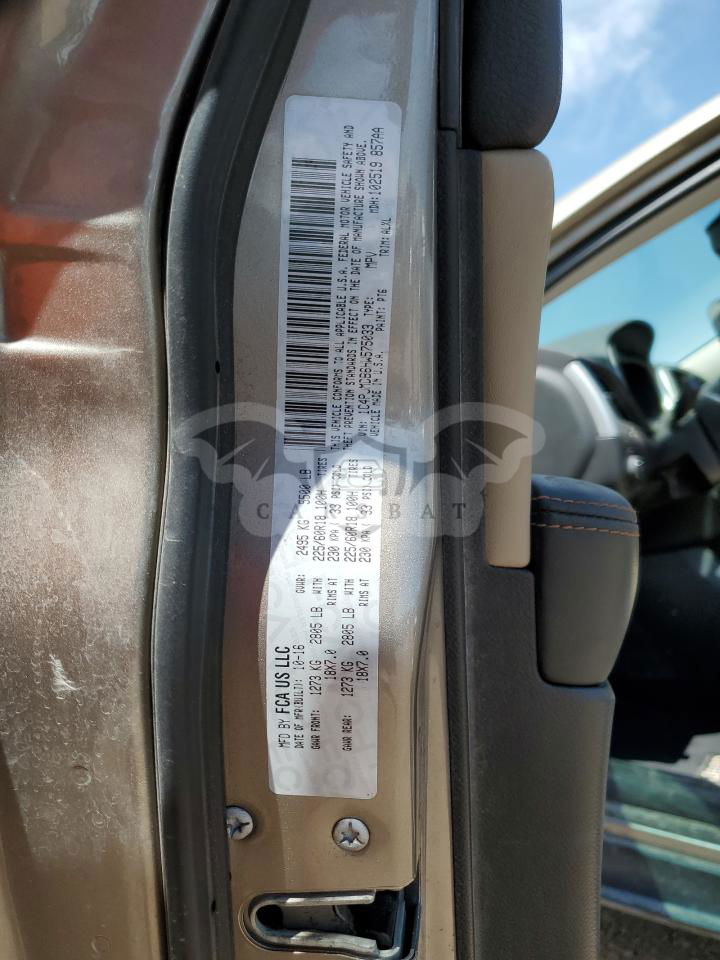 MFD BY FCA US LLC
DATE OF MFR(BUILT): 10-16 GVWR: 2495 KG 5500 LB
GAWR FRONT: 1273 KG 2805 LB WITH 225/60R18 100H TIRES
18X7.0 RIMS AT 230 KPA / 33 PSI COLD
GAWR REAR: 1273 KG 2805 LB WITH 225/60R18 100H TIRES
18X7.0 RIMS AT 230 KPA / 33 PSI COLD
THIS VEHICLE CONFORMS TO ALL APPLICABLE U.S.A. FEDERAL MOTOR VEHICLE SAFETY AND
THEFT PREVENTION STANDARDS IN EFFECT ON THE DATE OF MANUFACTURE SHOWN ABOVE.
VIN: 1C4PJMDB6HW575033 TYPE: MPV MDH: 102519 857AA
VEHICLE MADE IN U.S.A. PAINT: PTG TRIM: ALXL
CARSBAT